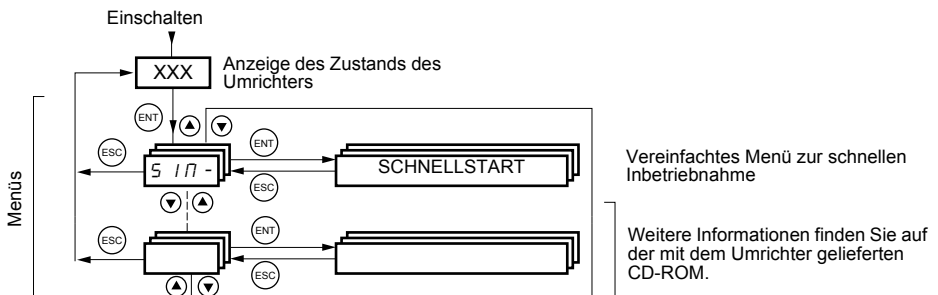 Einschalten
XXX
Anzeige des Zustands des
Umrichters
ENT
ESC
ENT
S I M -
SCHNELLSTART
ESC
Vereinfachtes Menü zur schnellen
Inbetriebnahme
Menüs
ESC
ENT
ESC
Weitere Informationen finden Sie auf
der mit dem Umrichter gelieferten
CD-ROM.